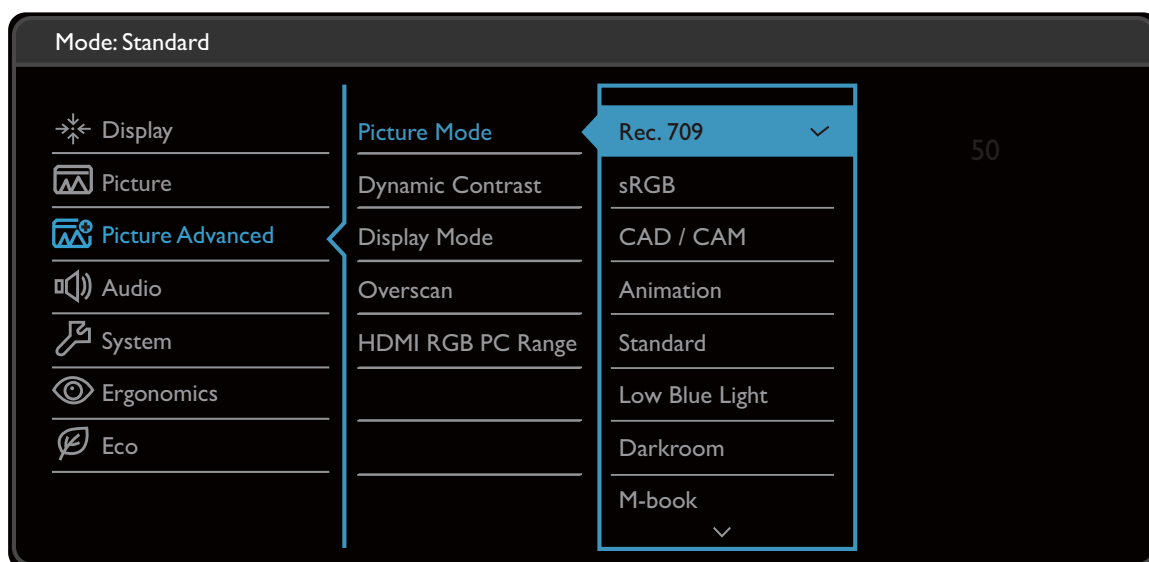 Mode: Standard
Display
Picture
Picture Advanced
Audio
System
Ergonomics
Eco
Picture Mode
Dynamic Contrast
Display Mode
Overscan
HDMI RGB PC Range
Rec. 709
sRGB
CAD / CAM
Animation
Standard
Low Blue Light
Darkroom
M-book
50